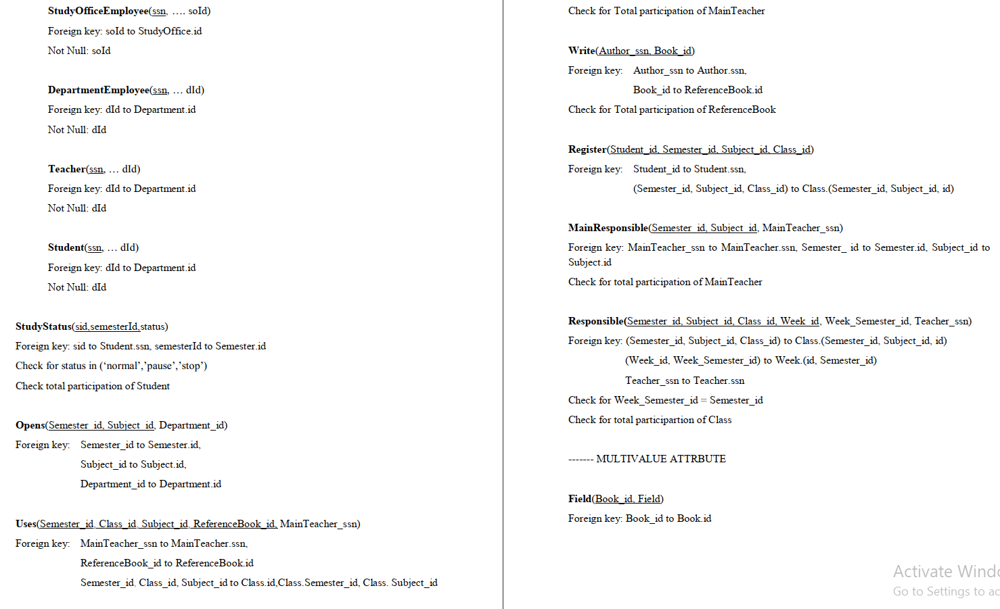 StudyOfficeEmployee(ssn, …. soId)
Foreign key: soId to StudyOffice.id
Not Null: soId
DepartmentEmployee(ssn, … dId)
Foreign key: dId to Department.id
Not Null: dId
Teacher(ssn, … dId)
Foreign key: dId to Department.id
Not Null: dId
Student(ssn, … dId)
Foreign key: dId to Department.id
Not Null: dId
StudyStatus(sid,semesterId,status)
Foreign key: sid to Student.ssn, semesterId to Semester.id
Check for status in (‘normal’,’pause’,’stop’)
Check total participation of Student
Opens(Semester_id, Subject_id, Department_id)
Foreign key: Semester_id to Semester.id,
Subject_id to Subject.id,
Department_id to Department.id
Uses(Semester_id, Class_id, Subject_id, ReferenceBook_id, MainTeacher_ssn)
Foreign key: MainTeacher_ssn to MainTeacher.ssn,
ReferenceBook_id to ReferenceBook.id
Semester_id, Class_id, Subject_id to Class.id,Class.Semester_id, Class. Subject_id
Check for Total participation of MainTeacher
Write(Author_ssn, Book_id)
Foreign key: Author_ssn to Author.ssn,
Book_id to ReferenceBook.id
Check for Total participation of ReferenceBook
Register(Student_id, Semester_id, Subject_id, Class_id)
Foreign key: Student_id to Student.ssn,
(Semester_id, Subject_id, Class_id) to Class.(Semester_id, Subject_id, id)
MainResponsible(Semester_id, Subject_id, MainTeacher_ssn)
Foreign key: MainTeacher_ssn to MainTeacher.ssn, Semester_ id to Semester.id, Subject_id to
Subject.id
Check for total participation of MainTeacher
Responsible(Semester_id, Subject_id, Class_id, Week_id, Week_Semester_id, Teacher_ssn)
Foreign key: (Semester_id, Subject_id, Class_id) to Class.(Semester_id, Subject_id, id)
(Week_id, Week_Semester_id) to Week.(id, Semester_id)
Teacher_ssn to Teacher.ssn
Check for Week_Semester_id = Semester_id
Check for total participartion of Class
------- MULTIVALUE ATTRBUTE
Field(Book_id, Field)
Foreign key: Book_id to Book.id
Activate Windo
Go to Settings to ac